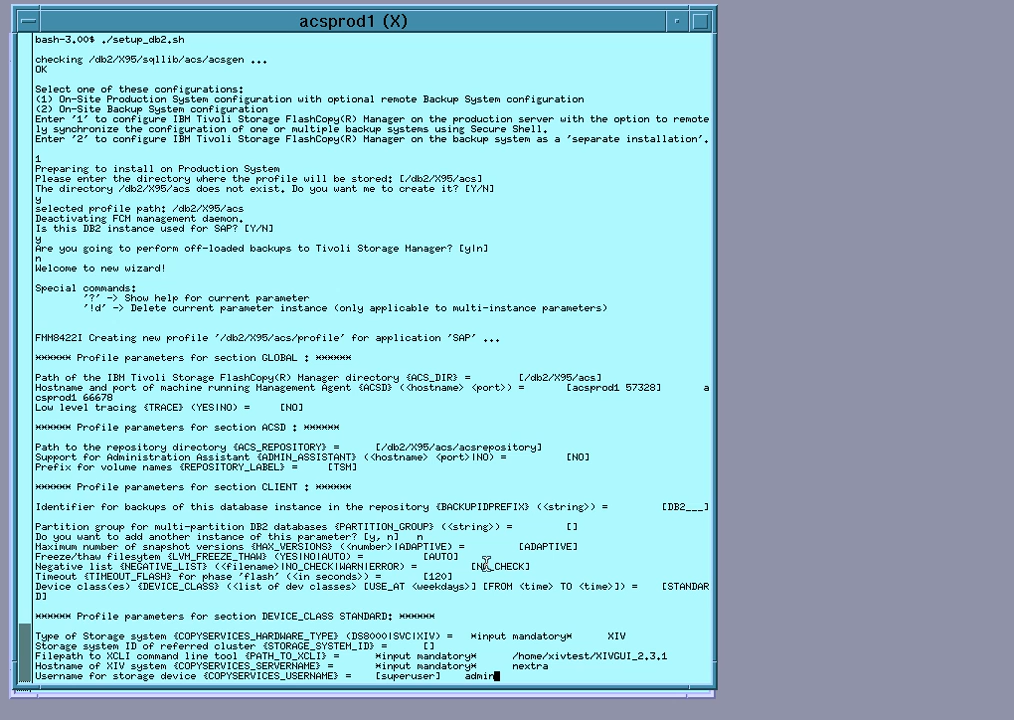 acsprod1 (X)
bash-3.00$ ./setup_db2.sh
checking /db2/X95/sqllib/acs/acsgen ...
OK
Select one of these configurations:
(1) On-Site Production System configuration with optional remote Backup System configuration
(2) On-Site Backup System configuration
Enter '1' to configure IBM Tivoli Storage FlashCopy(R) Manager on the production server with the option to remote
ly synchronize the configuration of one or multiple backup systems using Secure Shell.
Enter '2' to configure IBM Tivoli Storage FlashCopy(R) Manager on the backup system as a 'separate installation'.
1
Preparing to install on Production System
Please enter the directory where the profile will be stored: [/db2/X95/acs]
The directory /db2/X95/acs does not exist. Do you want me to create it? [Y/N]
y
selected profile path: /db2/X95/acs
Deactivating FCM management daemon.
Is this DB2 instance used for SAP? [Y/N]
y
Are you going to perform off-loaded backups to Tivoli Storage Manager? [y|n]
n
Welcome to new wizard!
Special commands:
'?' -> Show help for current parameter
'!d' -> Delete current parameter instance (only applicable to multi-instance parameters)
FMM8422I Creating new profile '/db2/X95/acs/profile' for application 'SAP' ...
****** Profile parameters for section GLOBAL : ******
Path of the IBM Tivoli Storage FlashCopy(R) Manager directory {ACS_DIR} = [/db2/X95/acs]
Hostname and port of machine running Management Agent {ACSD} (<hostname> <port>) = [acsprod1 57328] a
csprod1 66678
Low level tracing {TRACE} (YES|NO) = [NO]
****** Profile parameters for section ACSD : ******
Path to the repository directory {ACS_REPOSITORY} = [/db2/X95/acs/acsrepository]
Support for Administration Assistant {ADMIN_ASSISTANT} (<hostname> <port>|NO) = [NO]
Prefix for volume names {REPOSITORY_LABEL} = [TSM]
****** Profile parameters for section CLIENT : ******
Identifier for backups of this database instance in the repository {BACKUPIDPREFIX} (<string>) = [DB2___]
Partition group for multi-partition DB2 databases {PARTITION_GROUP} (<string>) = []
Do you want to add another instance of this parameter? [y, n] n
Maximum number of snapshot versions {MAX_VERSIONS} (<number>|ADAPTIVE) = [ADAPTIVE]
Freeze/thaw filesytem {LVM_FREEZE_THAW} (YES|NO|AUTO) = [AUTO]
Negative list {NEGATIVE_LIST} (<filename>|NO_CHECK|WARN|ERROR) = [NO_CHECK]
Timeout {TIMEOUT_FLASH} for phase 'flash' (<in seconds>) = [120]
Device class(es) {DEVICE_CLASS} (<list of dev classes> [USE_AT <weekdays>] [FROM <time> TO <time>]) = [STANDAR
D]
****** Profile parameters for section DEVICE_CLASS STANDARD: ******
Type of Storage system {COPYSERVICES_HARDWARE_TYPE} (DS8000|SVC|XIV) = *input mandatory* XIV
Storage system ID of referred cluster {STORAGE_SYSTEM_ID} = []
Filepath to XCLI command line tool {PATH_TO_XCLI} = *input mandatory* /home/xivtest/XIVGUI_2.3.1
Hostname of XIV system {COPYSERVICES_SERVERNAME} = *input mandatory* nextra
Username for storage device {COPYSERVICES_USERNAME} = [superuser] admin